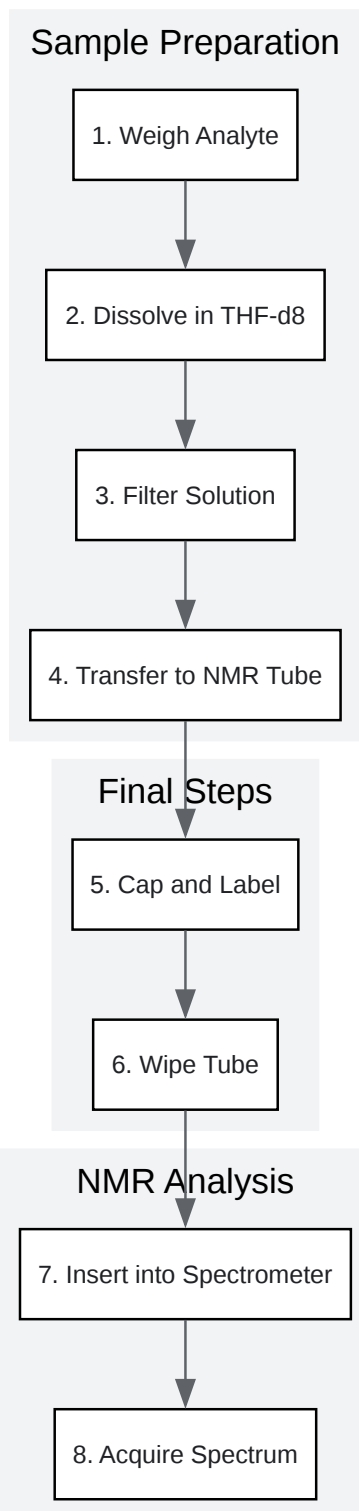 Sample Preparation
1. Weigh Analyte
2. Dissolve in THF-d8
3. Filter Solution
4. Transfer to NMR Tube
Final Steps
5. Cap and Label
6. Wipe Tube
NMR Analysis
7. Insert into Spectrometer
8. Acquire Spectrum